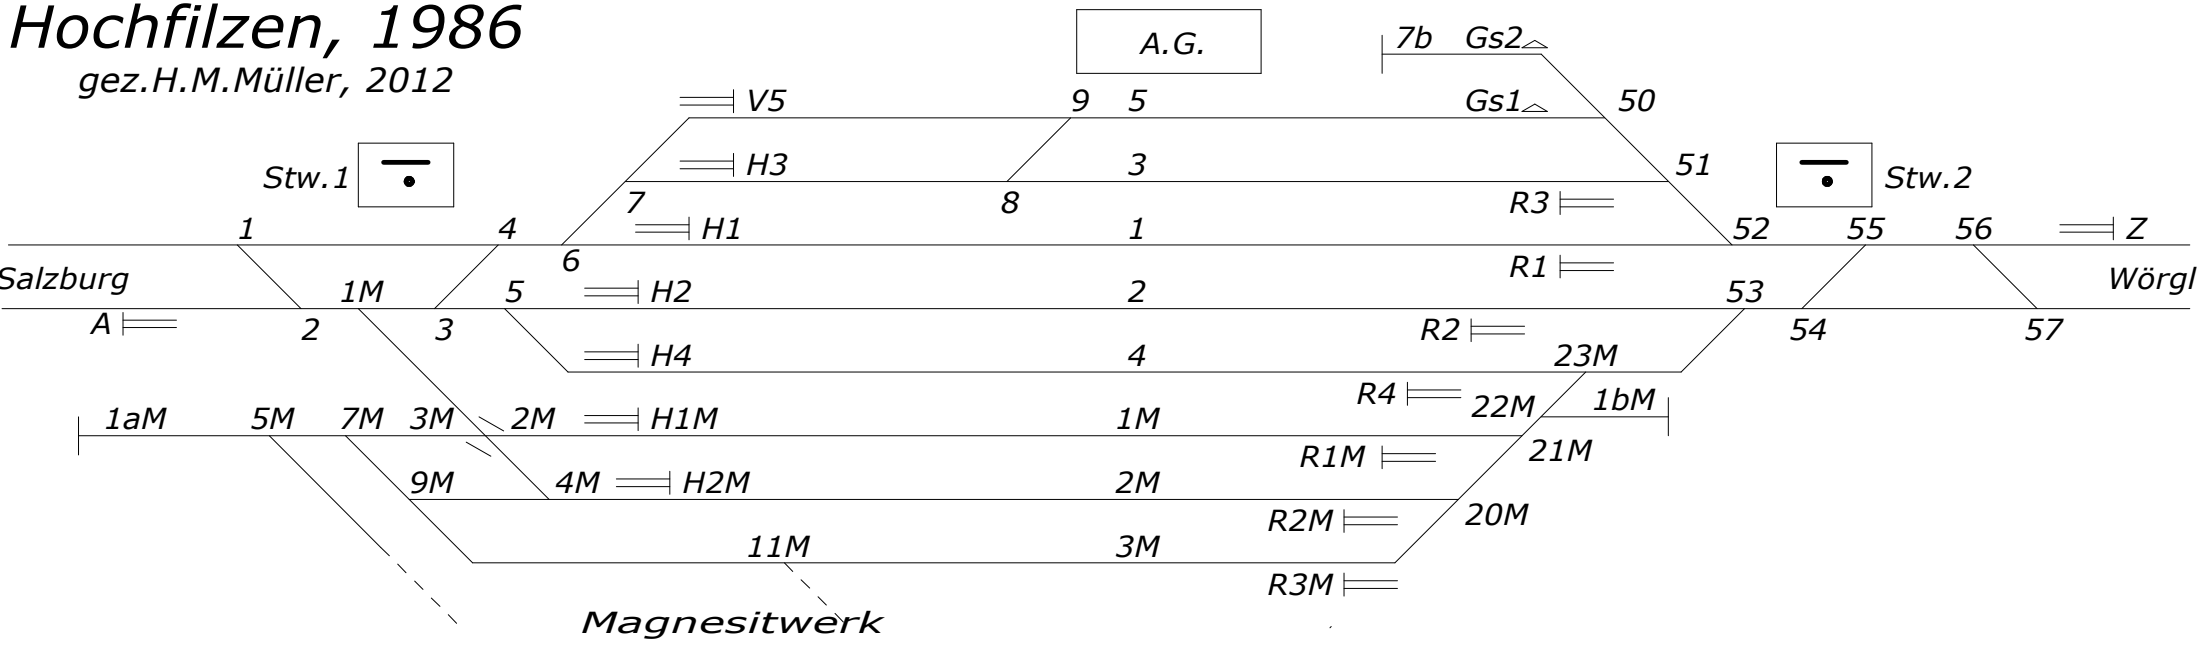 Hochfilzen, 1986
gez.H.M.Müller, 2012
A.G.
7b Gs2
V5 9 5 Gs1 50
Stw.1 H3 3 51 Stw.2
7 8 R3
1 4 H1 1 52 55 56 Z
6 R1
Salzburg 1M 5 H2 2 53 Wörgl
A 2 3 R2 54 57
H4 4 23M
R4 22M 1bM
1aM 5M 7M 3M 2M H1M 1M
R1M 21M
9M 4M H2M 2M
R2M 20M
11M 3M
R3M
Magnesitwerk